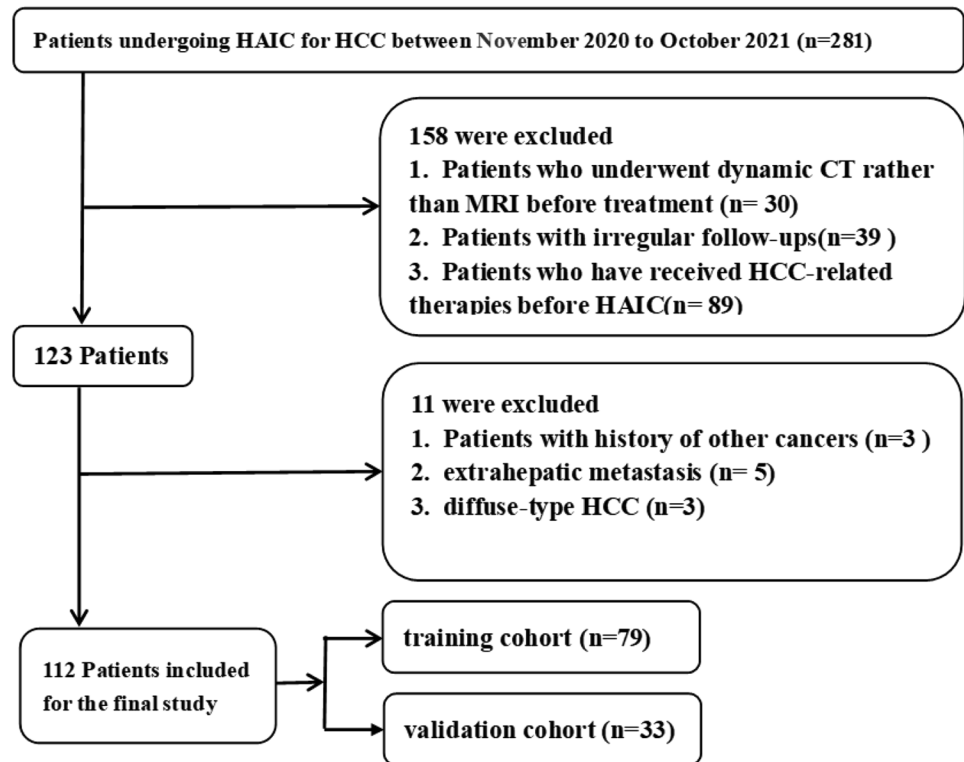 Patients undergoing HAIC for HCC between November 2020 to October 2021 (n=281)
158 were excluded
1. Patients who underwent dynamic CT rather
than MRI before treatment (n= 30)
2. Patients with irregular follow-ups(n=39 )
3. Patients who have received HCC-related
therapies before HAIC(n= 89)
123 Patients
11 were excluded
1. Patients with history of other cancers (n=3 )
2. extrahepatic metastasis (n= 5)
3. diffuse-type HCC (n=3)
112 Patients included
for the final study
training cohort (n=79)
validation cohort (n=33)